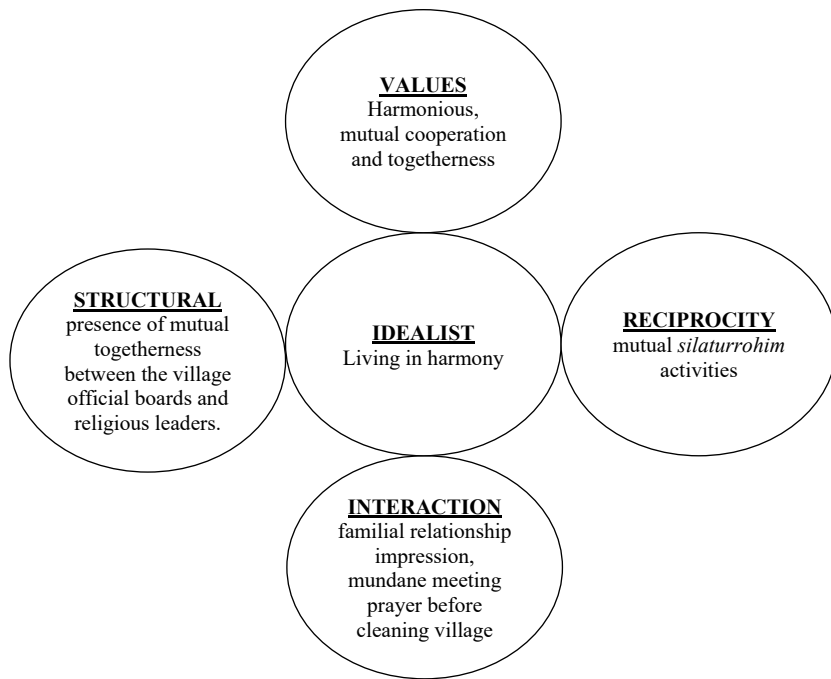 VALUES
Harmonious,
mutual cooperation
and togetherness
STRUCTURAL
presence of mutual
togetherness
between the village
official boards and
religious leaders.
IDEALIST
Living in harmony
RECIPROCITY
mutual silaturrohim
activities
INTERACTION
familial relationship
impression,
mundane meeting
prayer before
cleaning village